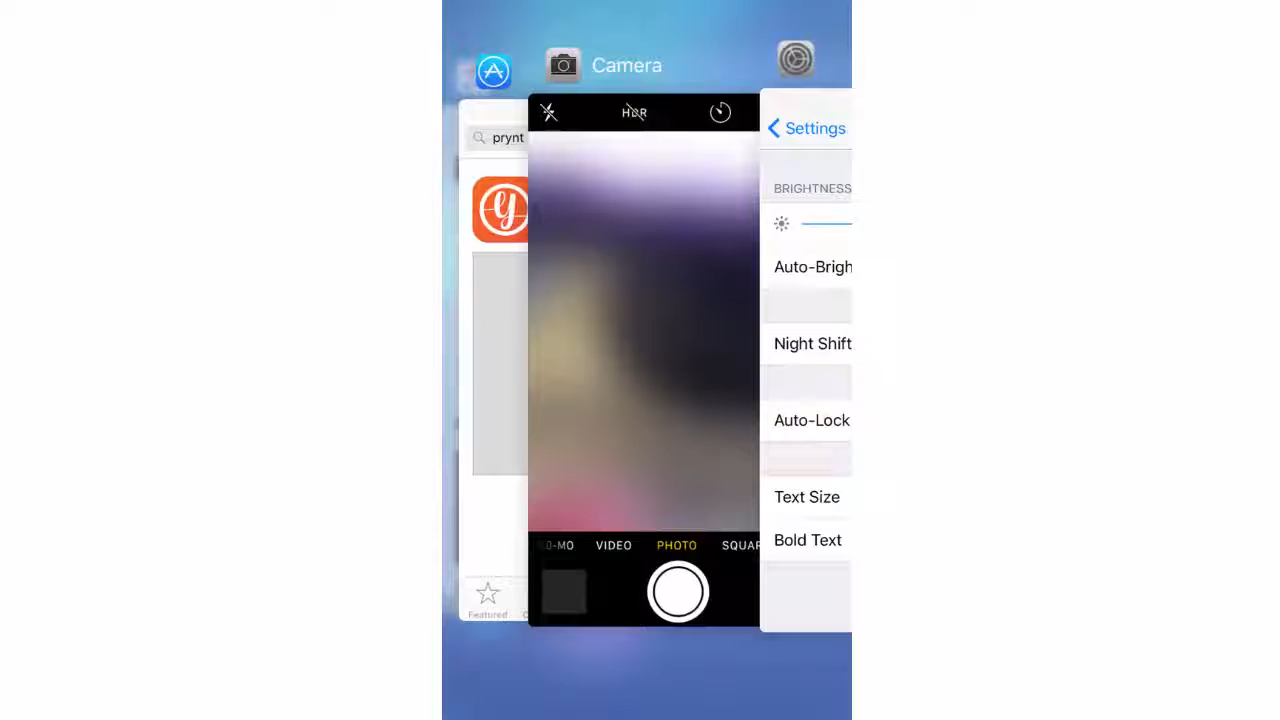 Camera
prynt
HDR
Settings
BRIGHTNESS
Auto-Brigh
Night Shift
Auto-Lock
Text Size
Bold Text
O-MO VIDEO PHOTO SQUAR
Featured